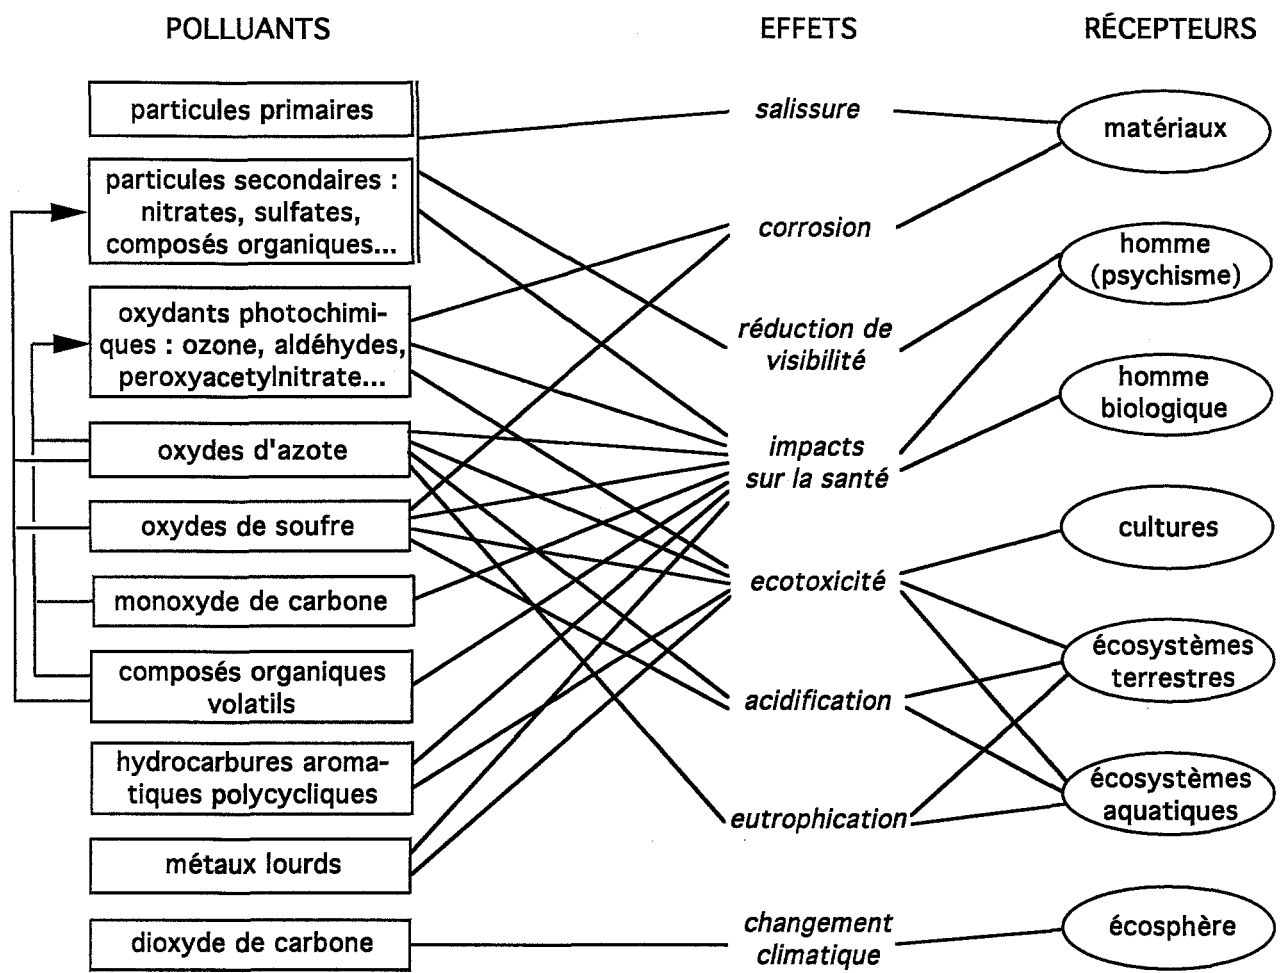 POLLUANTS
EFFETS
RÉCEPTEURS
particules primaires
particules secondaires :
nitrates, sulfates,
composés organiques...
oxydants photochimi-
ques : ozone, aldéhydes,
peroxyacetylnitrate...
oxydes d'azote
oxydes de soufre
monoxyde de carbone
composés organiques
volatils
hydrocarbures aroma-
tiques polycycliques
métaux lourds
dioxyde de carbone
salissure
corrosion
réduction de
visibilité
impacts
sur la santé
ecotoxicité
acidification
eutrophication
changement
climatique
matériaux
homme
(psychisme)
homme
biologique
cultures
écosystèmes
terrestres
écosystèmes
aquatiques
écosphère